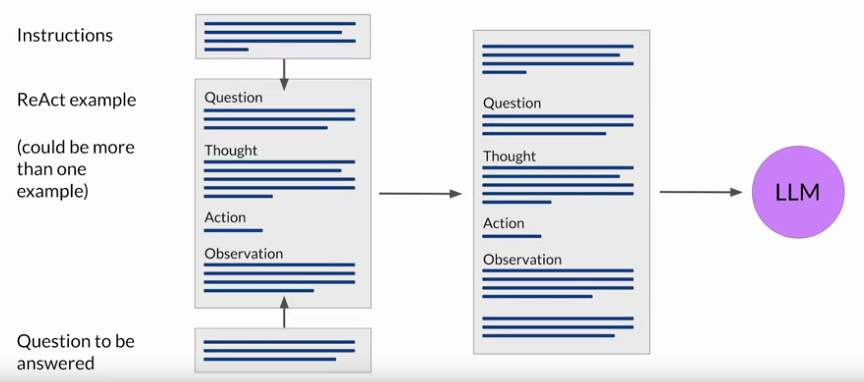 Instructions
ReAct example
(could be more
than one
example)
Question
Thought
Action
Observation
Question to be
answered
Question
Thought
Action
Observation
LLM